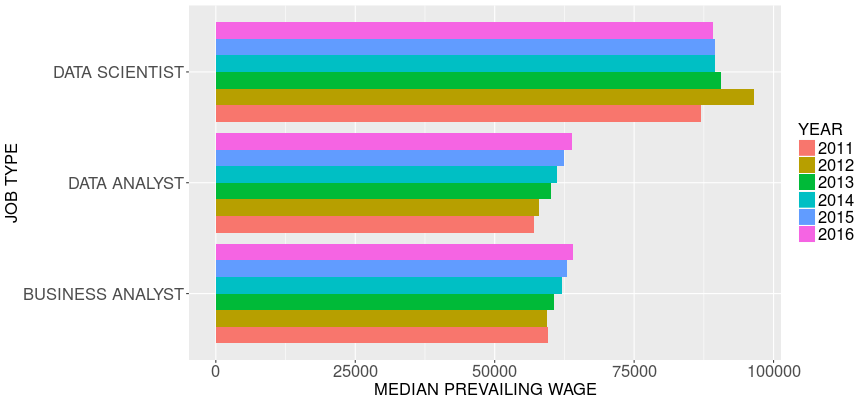 DATA SCIENTIST
DATA ANALYST
BUSINESS ANALYST
JOB TYPE
0 25000 50000 75000 100000
MEDIAN PREVAILING WAGE
YEAR
2011
2012
2013
2014
2015
2016